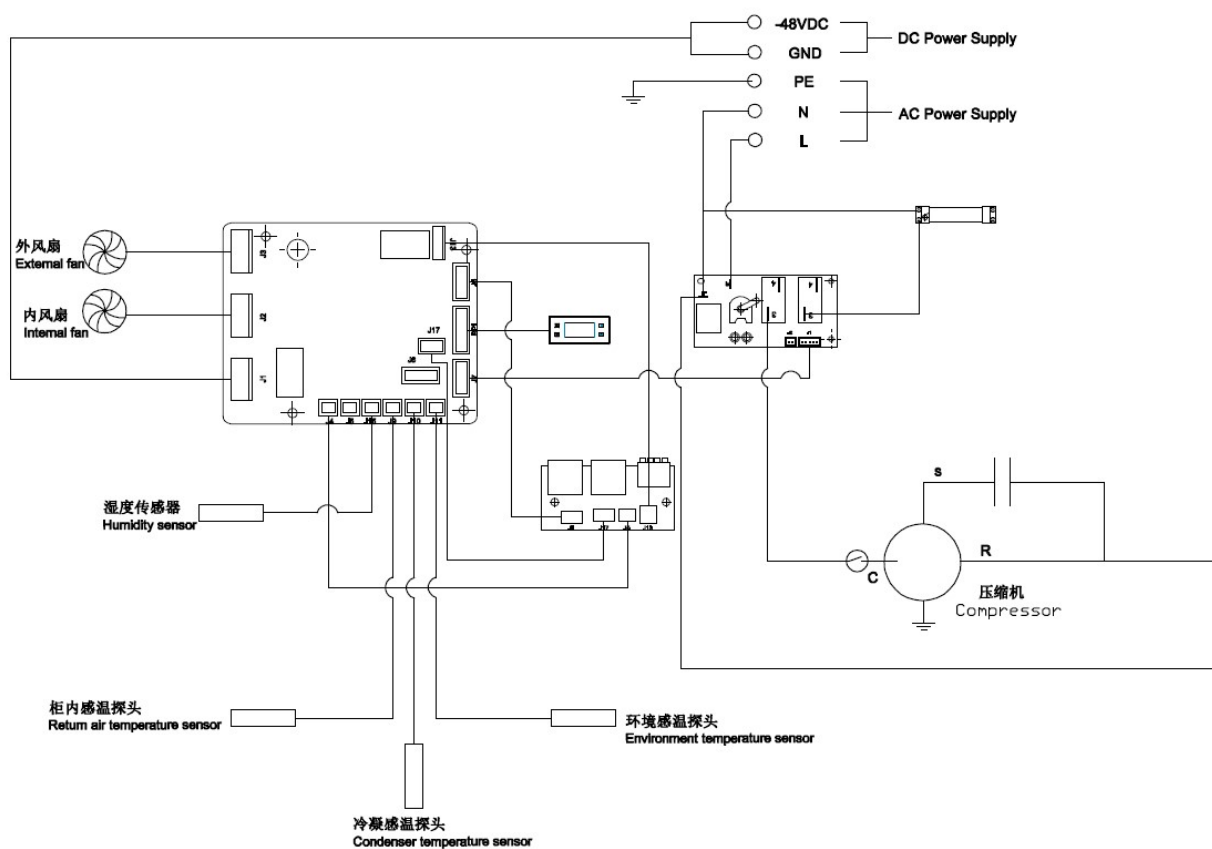 -48VDC
DC Power Supply
GND
PE
N
AC Power Supply
L
外风扇
External fan
内风扇
Internal fan
J2
J1
J17
湿度传感器
Humidity sensor
J1
S
R
C
压缩机
Compressor
柜内感温探头
Return air temperature sensor
环境感温探头
Environment temperature sensor
冷凝感温探头
Condenser temperature sensor